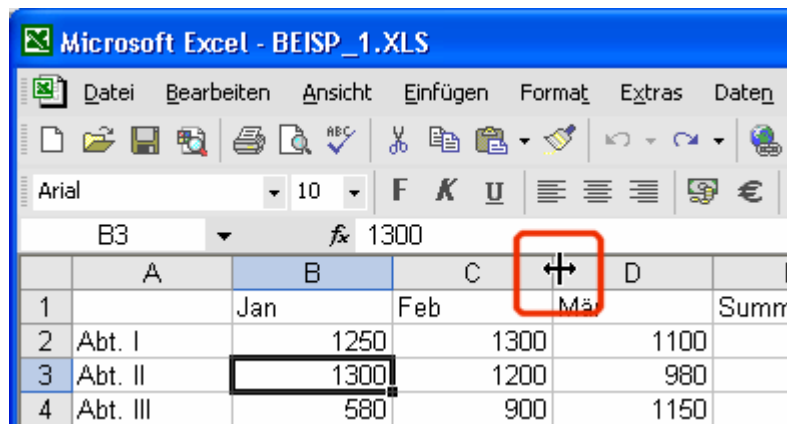 Microsoft Excel - BEISP_1.XLS
Datei Bearbeiten Ansicht Einfügen Format Extras Daten
ABC
Arial 10 F K U €
B3 fx 1300
A B C D
1 Jan Feb Mär Summ
2 Abt. I 1250 1300 1100
3 Abt. II 1300 1200 980
4 Abt. III 580 900 1150